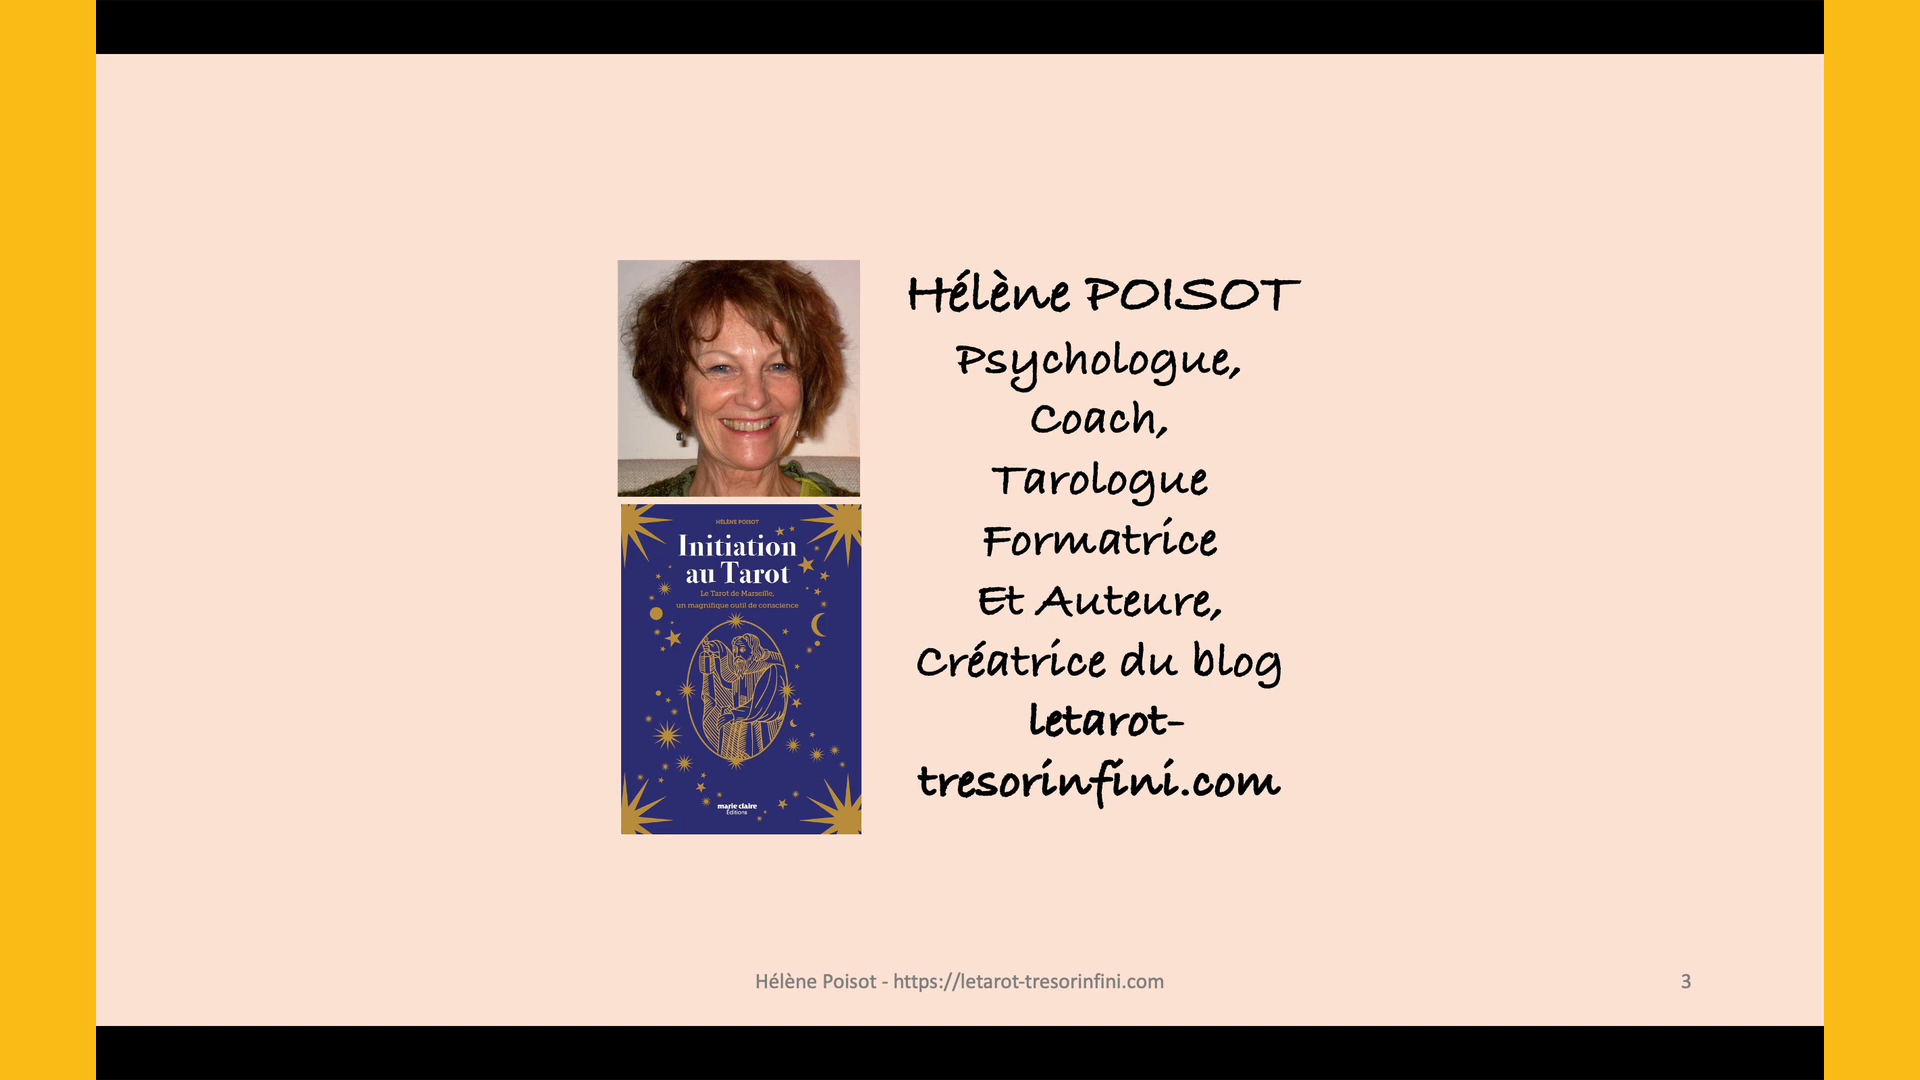 Hélène POISOT
Psychologue,
Coach,
Tarologue
Formatrice
Et Auteure,
Créatrice du blog
letarot-
tresorinfini.com
HÉLÈNE POISOT
Initiation
au Tarot
Le Tarot de Marseille,
un magnifique outil de conscience
marie claire
Éditions
Hélène Poisot - https://letarot-tresorinfini.com
3